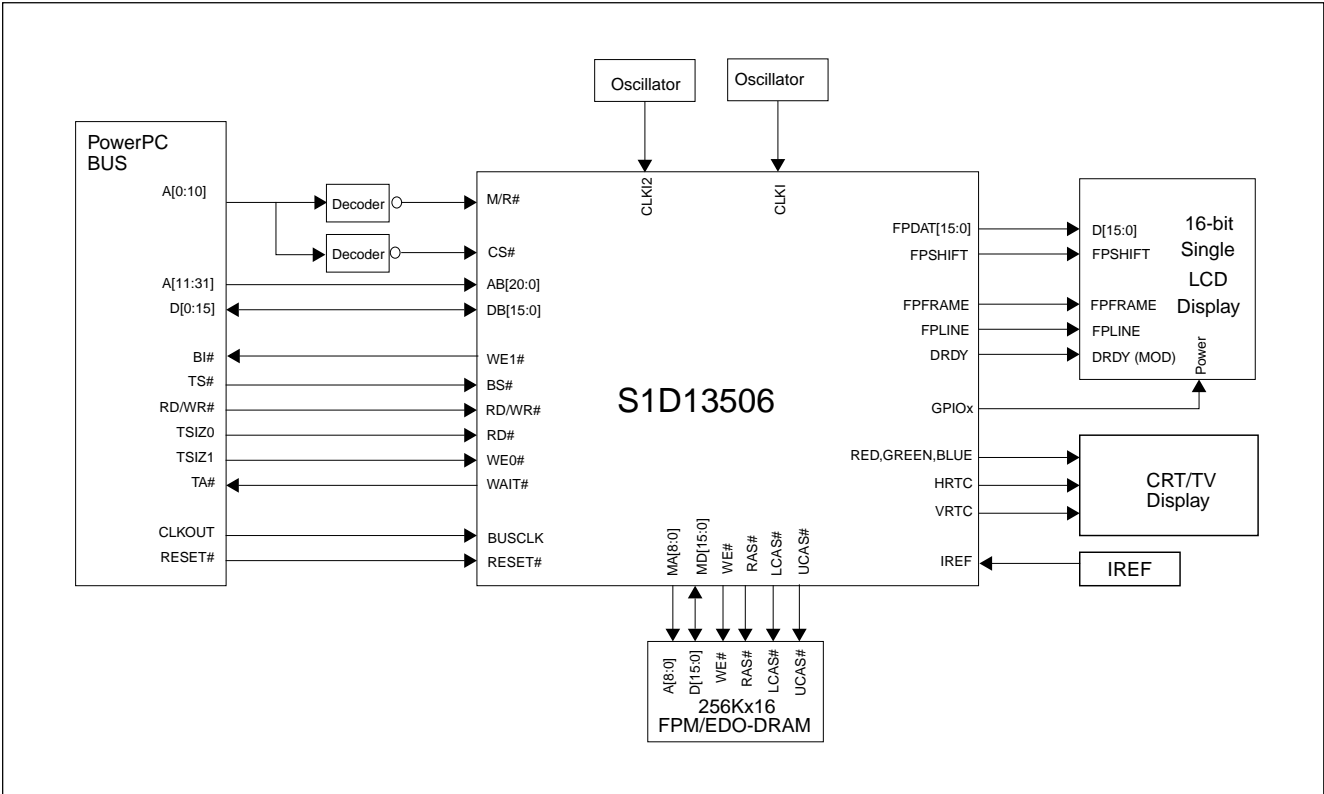 Oscillator
Oscillator
PowerPC
BUS
A[0:10]
Decoder
Decoder
A[11:31]
D[0:15]
BI#
TS#
RD/WR#
TSIZ0
TSIZ1
TA#
CLKOUT
RESET#
M/R#
CS#
AB[20:0]
DB[15:0]
WE1#
BS#
RD/WR#
RD#
WE0#
WAIT#
BUSCLK
RESET#
CLKI2
CLKI
S1D13506
FPDAT[15:0]
FPSHIFT
FPFRAME
FPLINE
DRDY
GPIOx
RED,GREEN,BLUE
HRTC
VRTC
IREF
MA[8:0]
MD[15:0]
WE#
RAS#
LCAS#
UCAS#
D[15:0]
FPSHIFT
FPFRAME
FPLINE
DRDY (MOD)
16-bit
Single
LCD
Display
Power
CRT/TV
Display
IREF
A[8:0]
D[15:0]
WE#
RAS#
LCAS#
UCAS#
256Kx16
FPM/EDO-DRAM